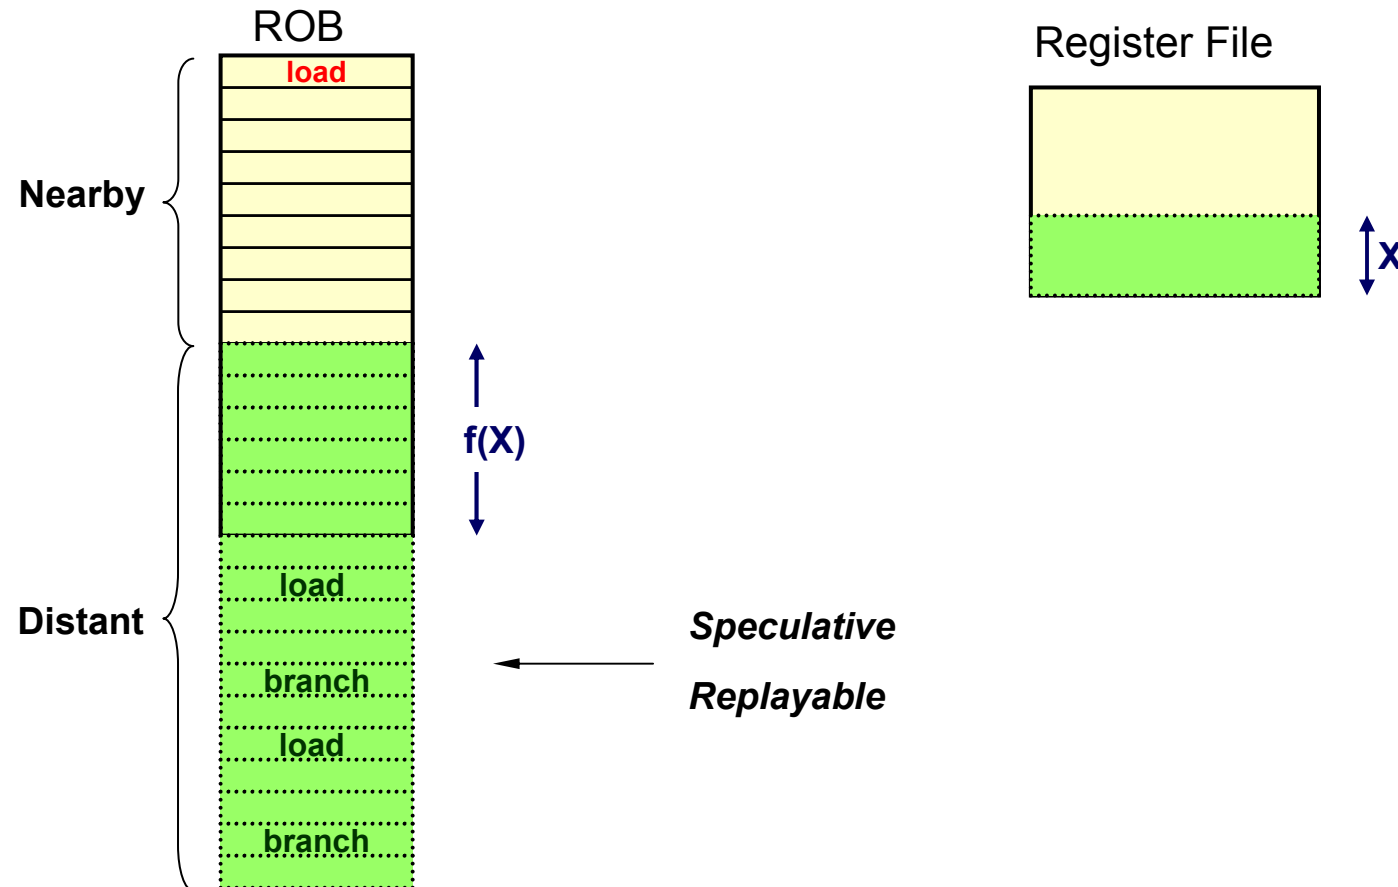 ROB
Register File
load
Nearby
X
f(X)
load
Distant
Speculative
branch
Replayable
load
branch